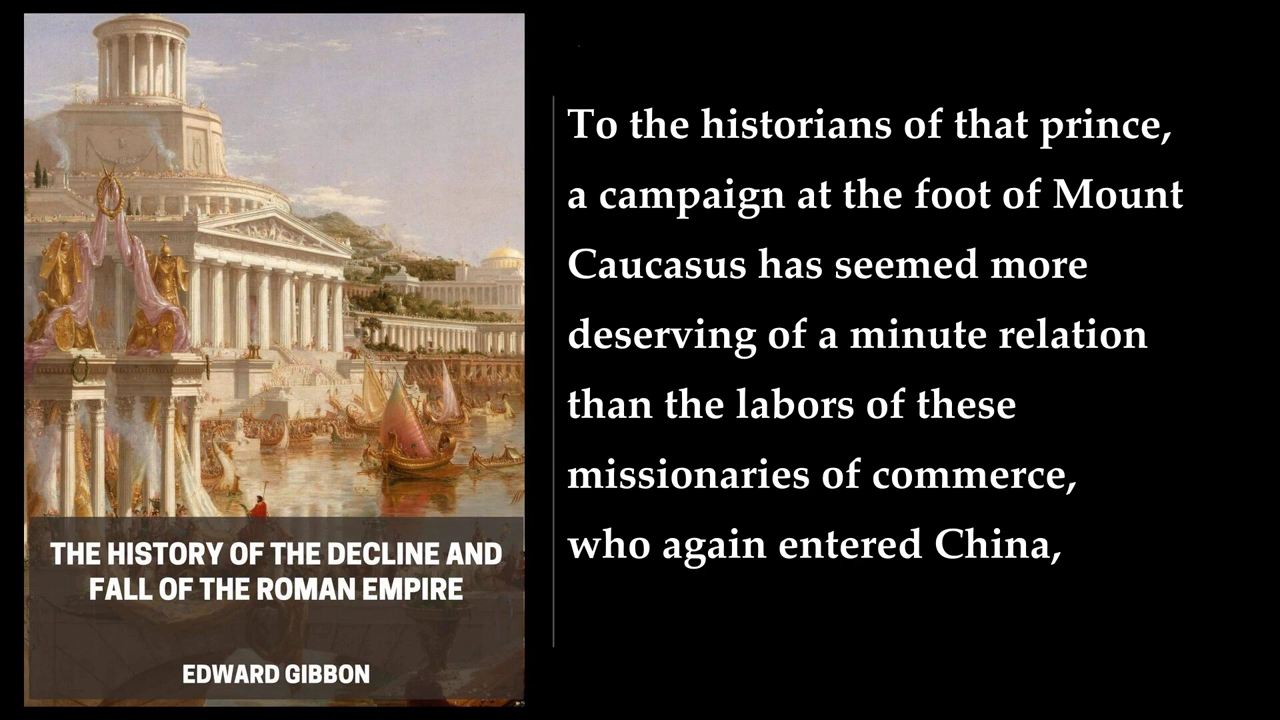 THE HISTORY OF THE DECLINE AND
FALL OF THE ROMAN EMPIRE
EDWARD GIBBON
To the historians of that prince,
a campaign at the foot of Mount
Caucasus has seemed more
deserving of a minute relation
than the labors of these
missionaries of commerce,
who again entered China,